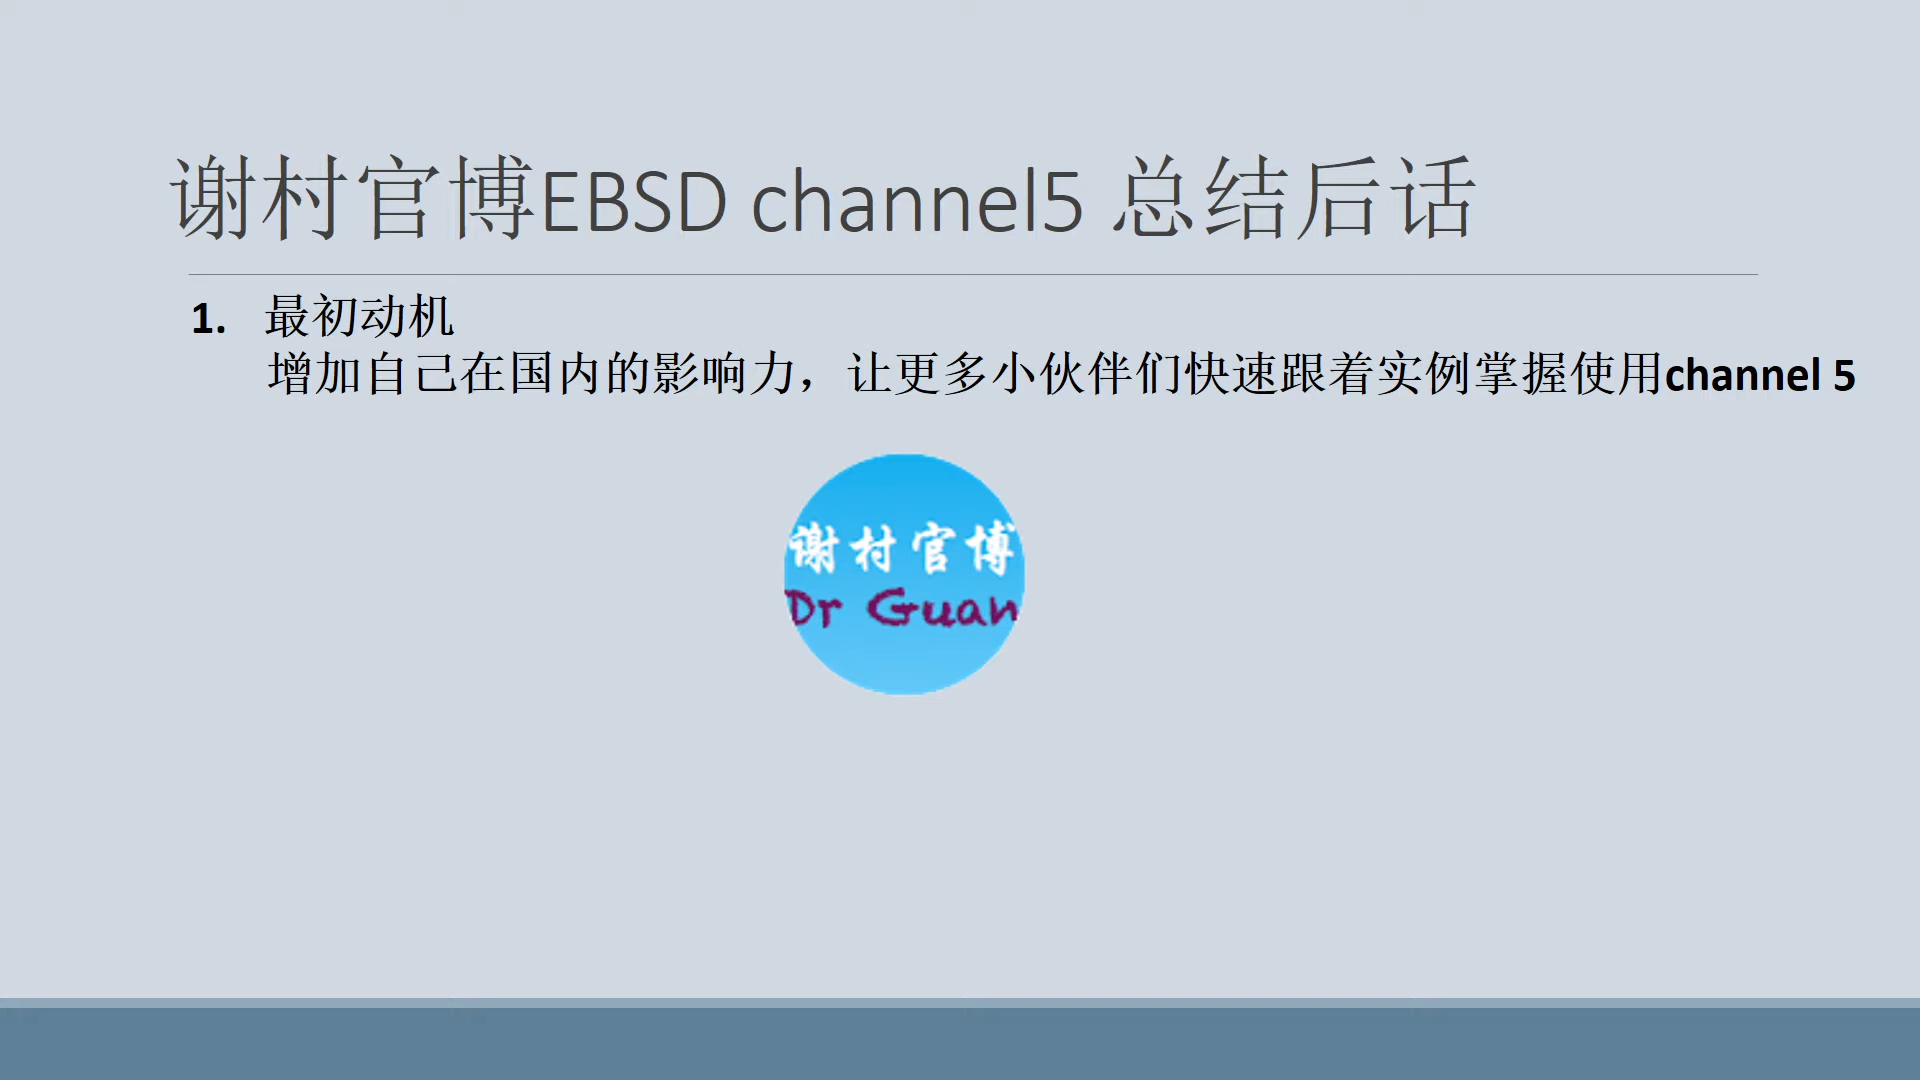 谢村官博EBSD channel5 总结后话
1. 最初动机
增加自己在国内的影响力，让更多小伙伴们快速跟着实例掌握使用channel 5
谢村官博
Dr Guan